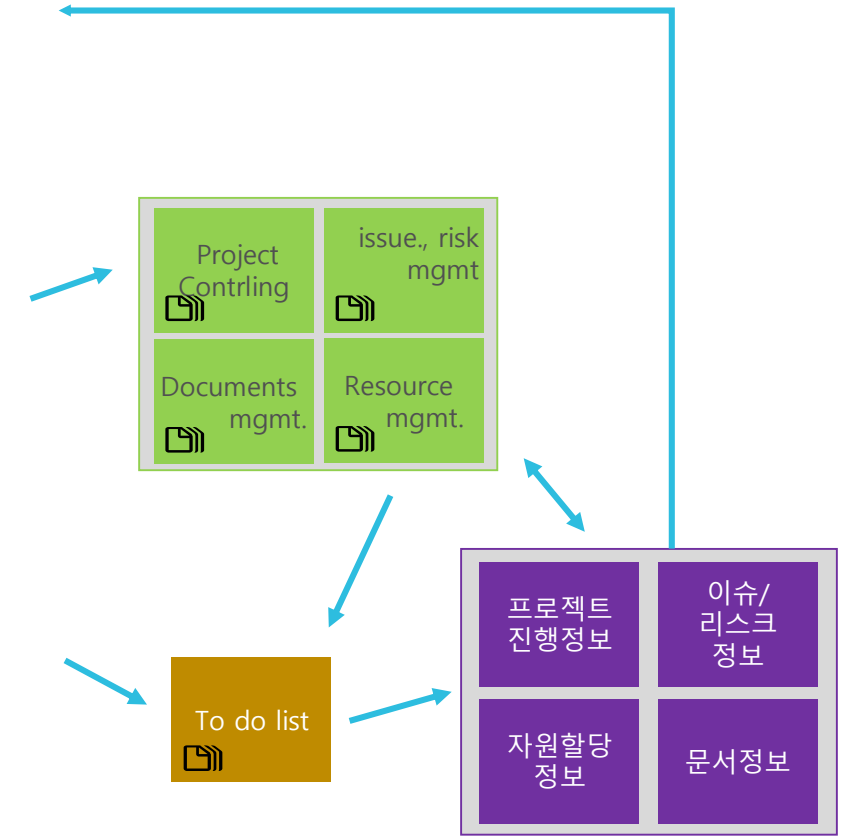 Project
Contrling
issue., risk
mgmt
Documents
mgmt.
Resource
mgmt.
프로젝트
진행정보
이슈/
리스크
정보
To do list
자원할당
정보
문서정보